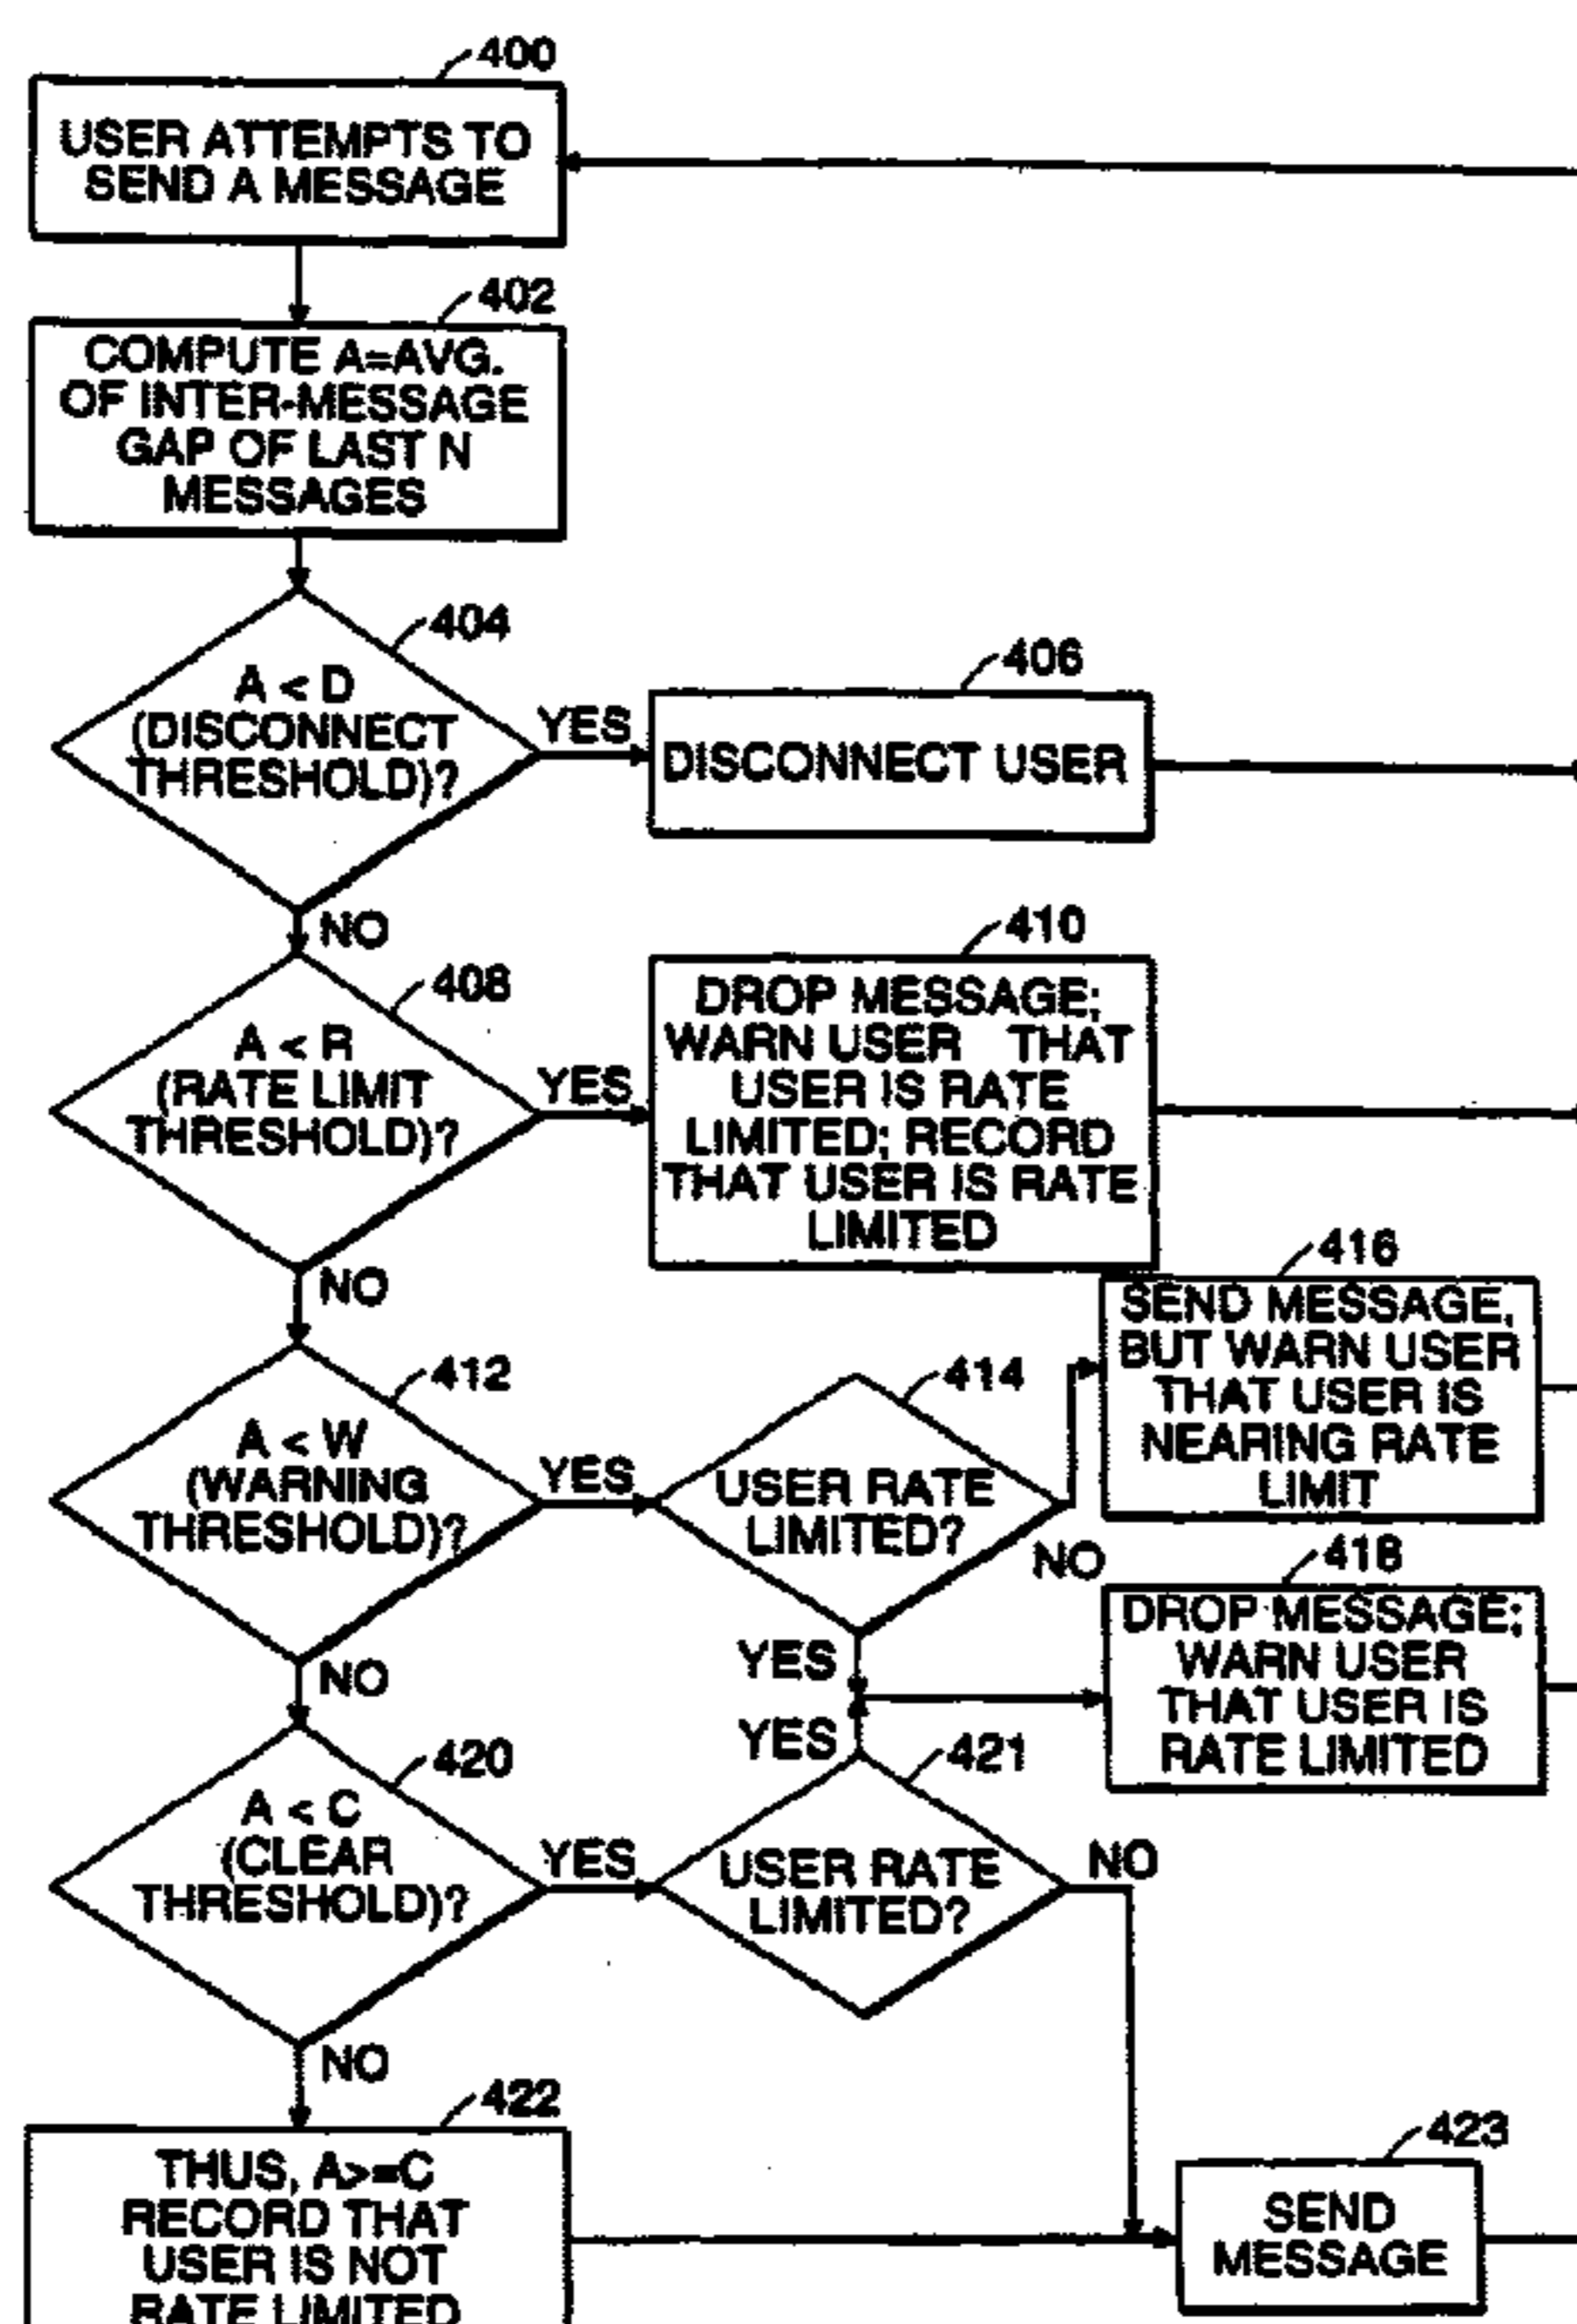 400
USER ATTEMPTS TO
SEND A MESSAGE
402
COMPUTE A=AVG.
OF INTER-MESSAGE
GAP OF LAST N
MESSAGES
404
A < D
(DISCONNECT
THRESHOLD)?
YES
406
DISCONNECT USER
NO
408
A < R
(RATE LIMIT
THRESHOLD)?
YES
410
DROP MESSAGE;
WARN USER THAT
USER IS RATE
LIMITED; RECORD
THAT USER IS RATE
LIMITED
NO
412
A < W
(WARNING
THRESHOLD)?
YES
414
USER RATE
LIMITED?
NO
416
SEND MESSAGE,
BUT WARN USER
THAT USER IS
NEARING RATE
LIMIT
YES
418
DROP MESSAGE;
WARN USER
THAT USER IS
RATE LIMITED
NO
420
A < C
(CLEAR
THRESHOLD)?
YES
YES
421
USER RATE
LIMITED?
NO
NO
422
THUS, A>=C
RECORD THAT
USER IS NOT
RATE LIMITED
423
SEND
MESSAGE